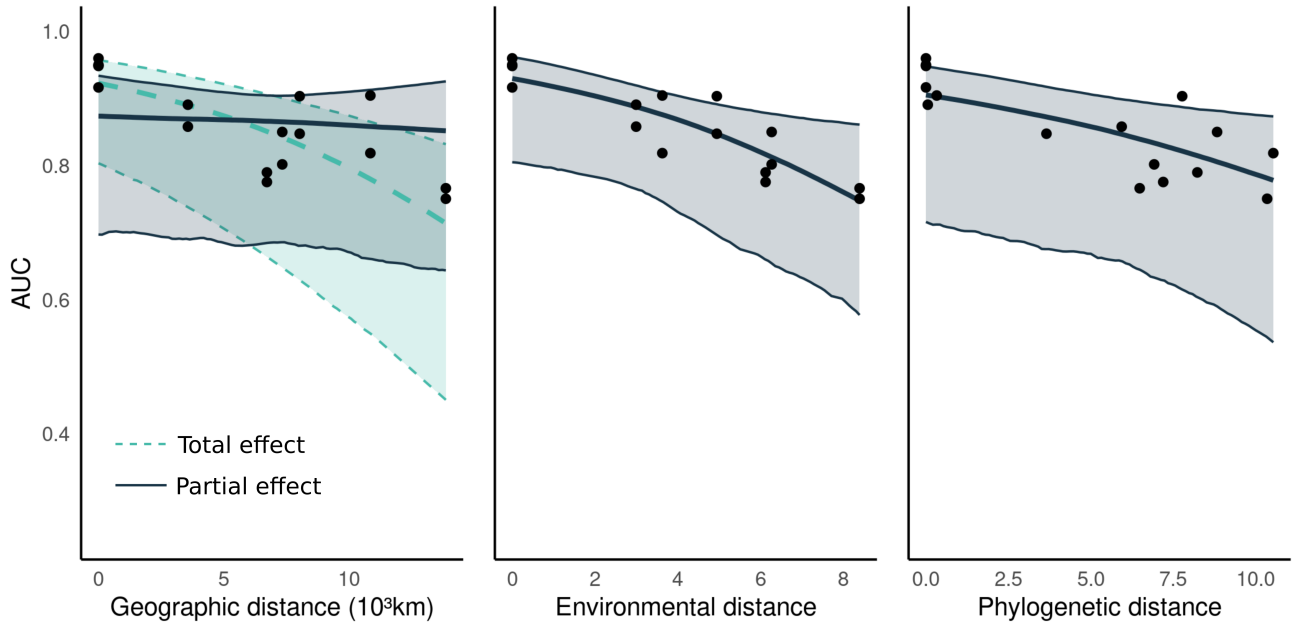 AUC
1.0
0.8
0.6
0.4
Total effect
Partial effect
0 5 10
Geographic distance (10³km)
0 2 4 6 8
Environmental distance
0.0 2.5 5.0 7.5 10.0
Phylogenetic distance